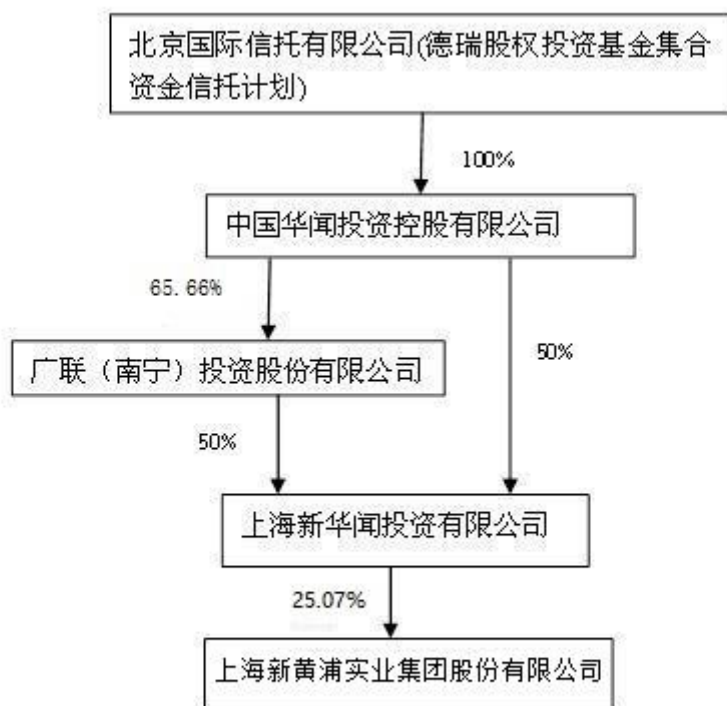 北京国际信托有限公司(德瑞股权投资基金集合
资金信托计划)
100%
中国华闻投资控股有限公司
65.66%
50%
广联（南宁）投资股份有限公司
50%
上海新华闻投资有限公司
25.07%
上海新黄浦实业集团股份有限公司